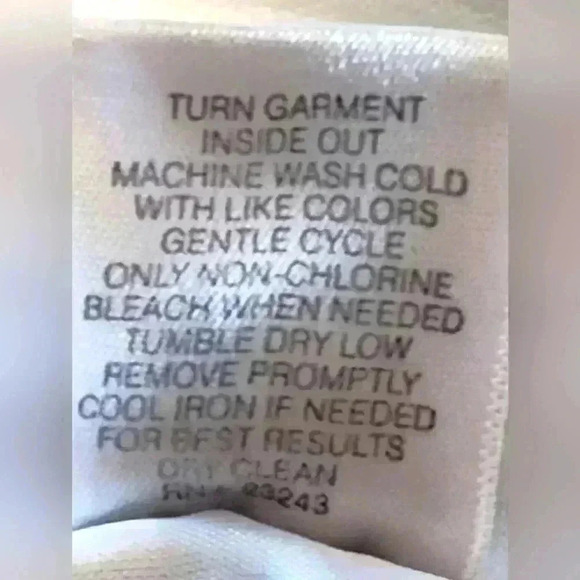 TURN GARMENT
INSIDE OUT
MACHINE WASH COLD
WITH LIKE COLORS
GENTLE CYCLE
ONLY NON-CHLORINE
BLEACH WHEN NEEDED
TUMBLE DRY LOW
REMOVE PROMPTLY
COOL IRON IF NEEDED
FOR BEST RESULTS
DRY CLEAN
RN